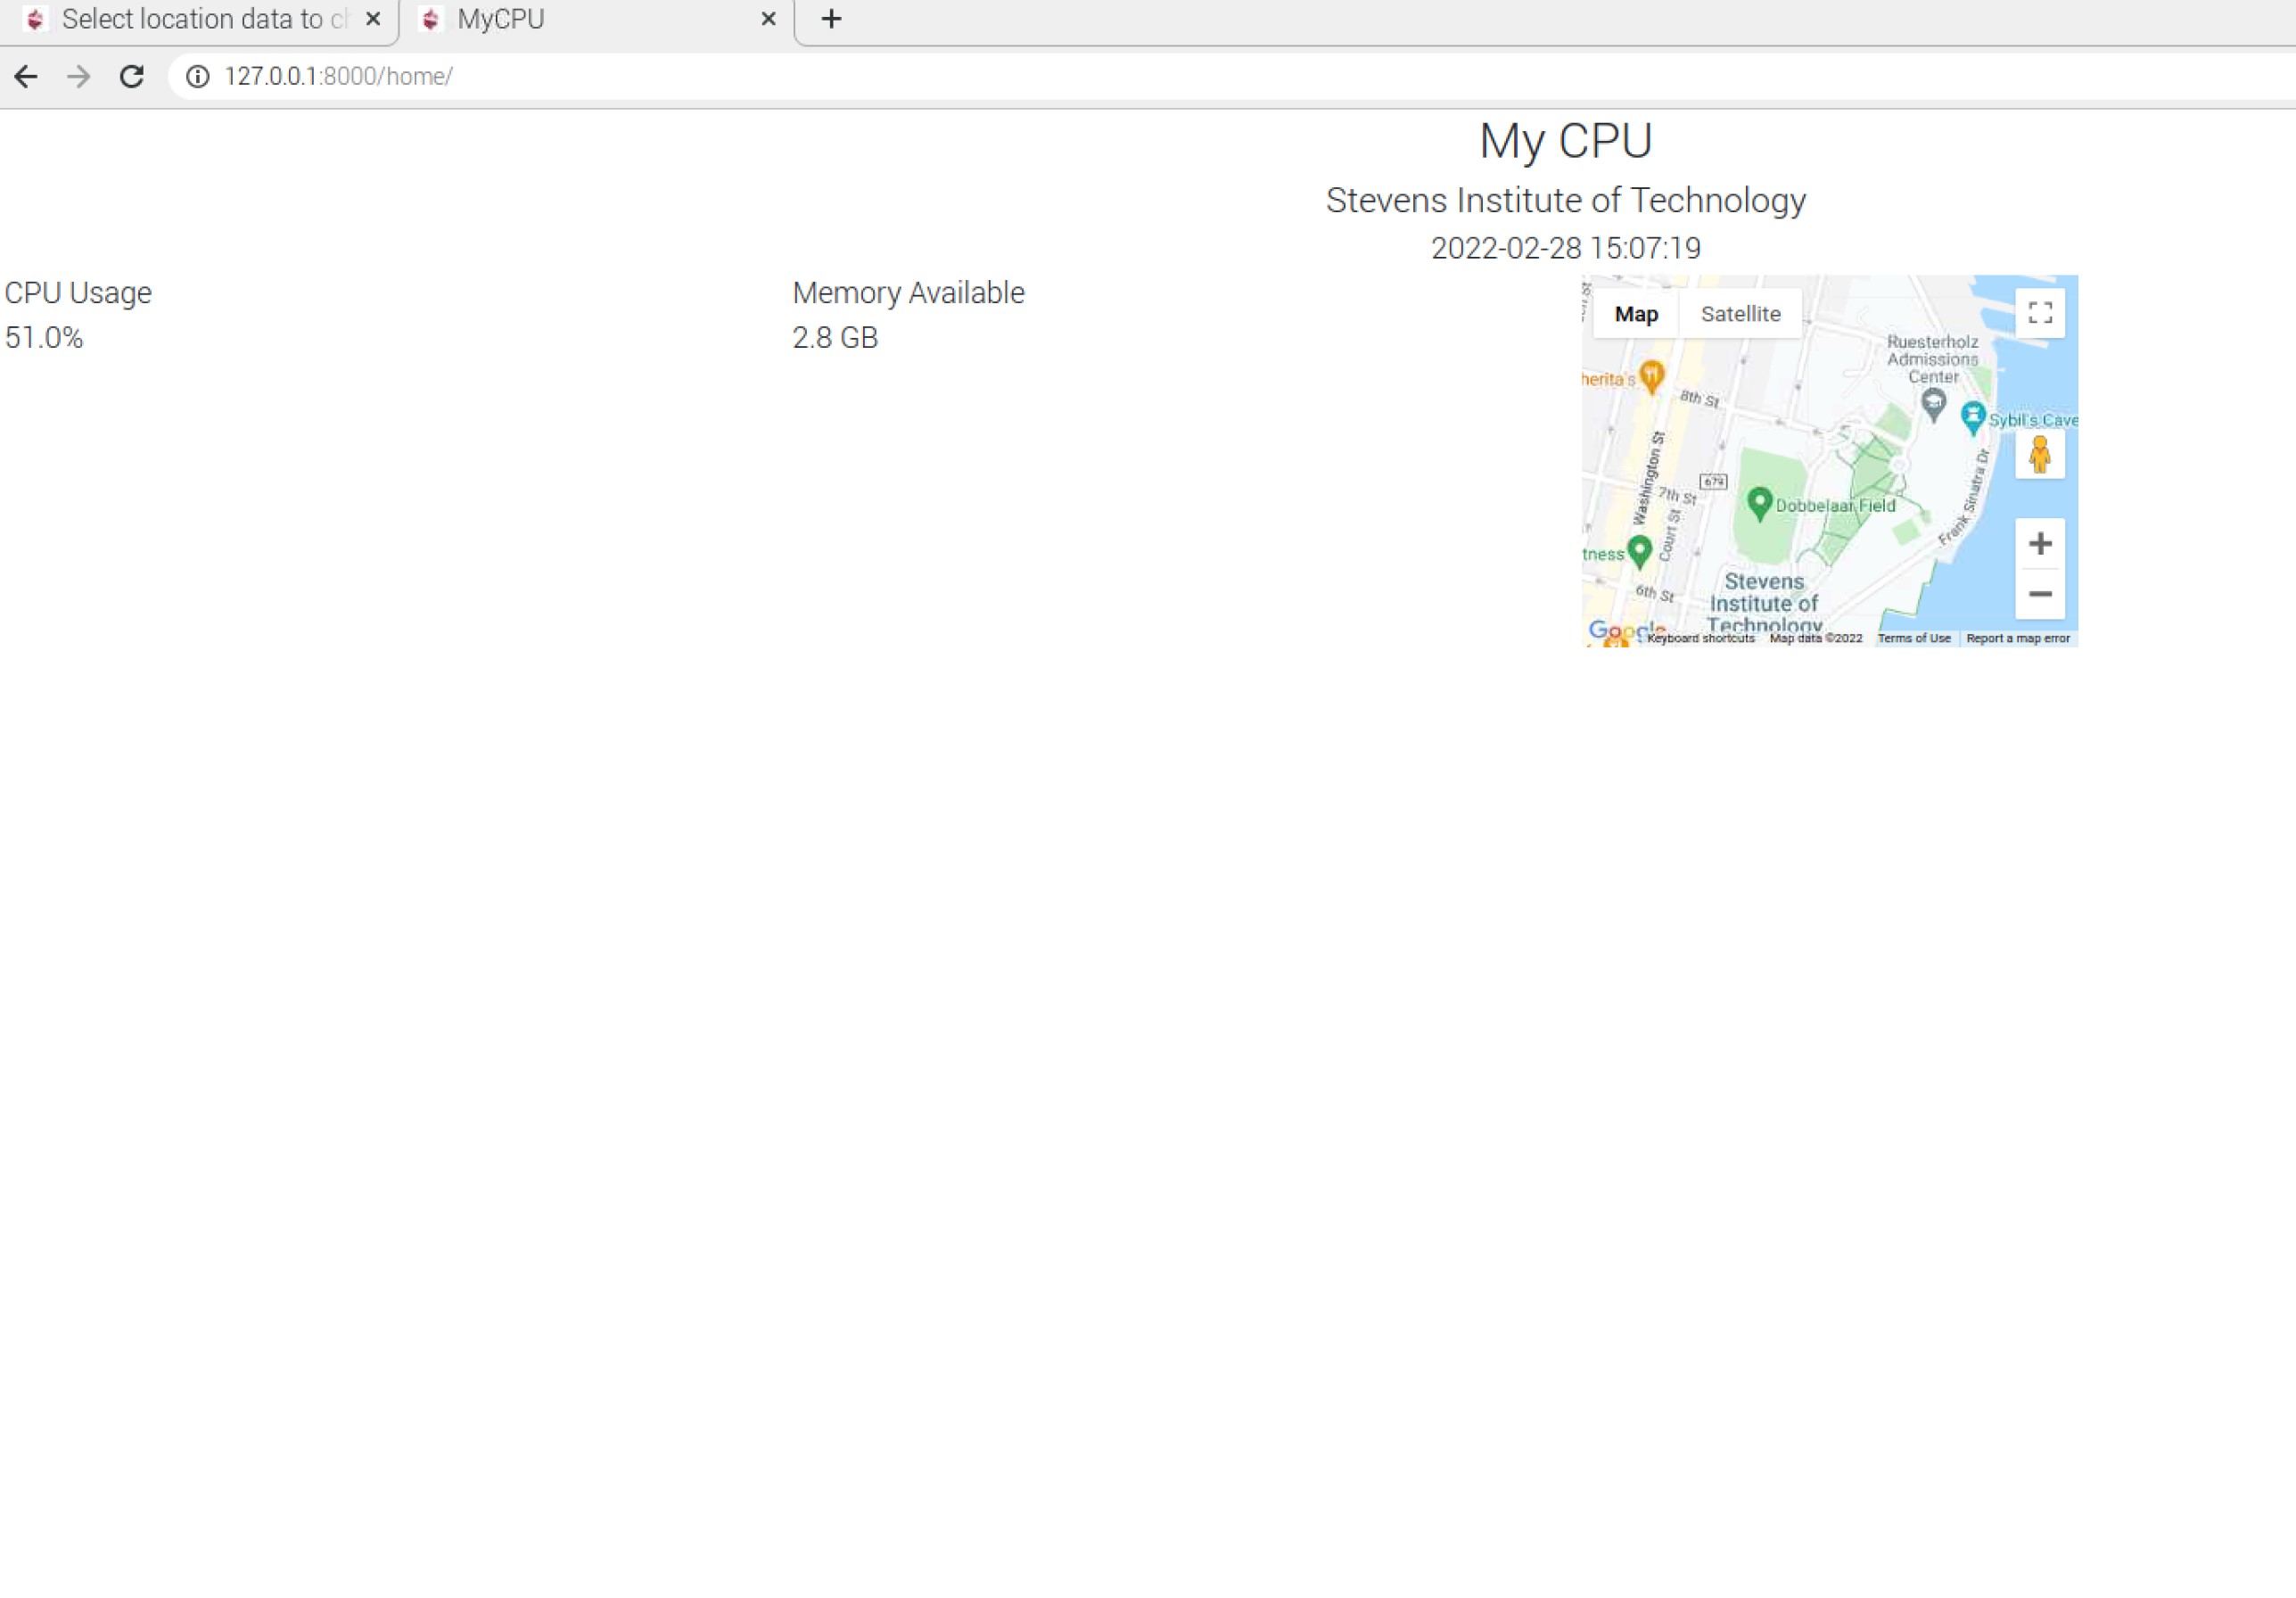 Select location data to
MyCPU
127.0.0.1:8000/home/
My CPU
Stevens Institute of Technology
2022-02-28 15:07:19
CPU Usage
51.0%
Memory Available
2.8 GB
Map
Satellite
Ruesterholz
Admissions
Center
herita's
8th St
Sybil's Cave
Washington St
679
7th St
Dobbelaar Field
Court St
Frank Sinatra Dr
tness
6th St
Stevens
Institute of
Technology
Google
Keyboard shortcuts
Map data ©2022
Terms of Use
Report a map error